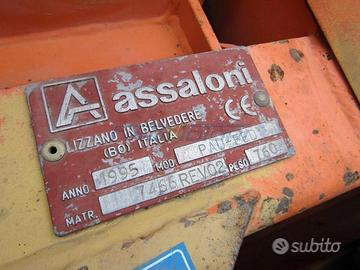 A assaloni
LIZZANO IN BELVEDERE
(BO) ITALIA CE
ANNO 1995 MOD.
MATR. 7466REV02 PESO 760
subito